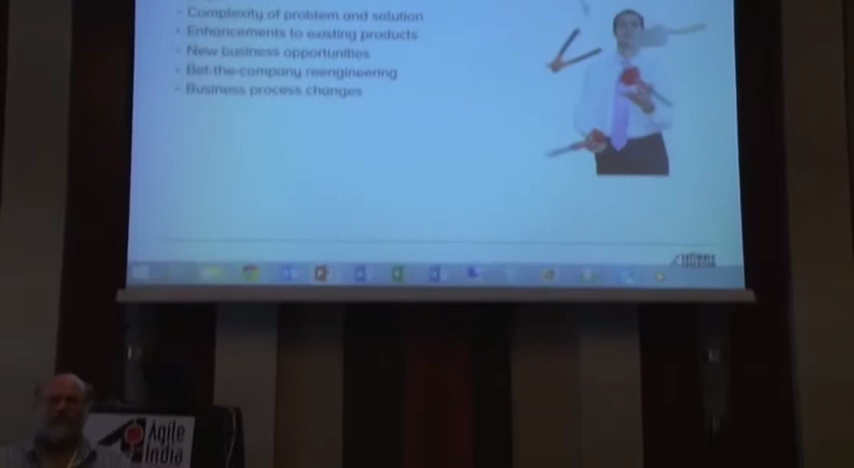 - Complexity of problem and solution
- Enhancements to existing products
- New business opportunities
- Bet-the-company reengineering
- Business process changes
Agile
India